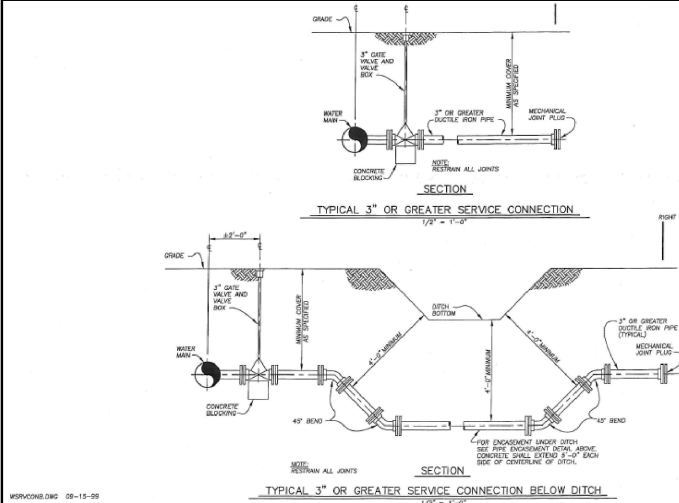 GRADE
3" GATE
VALVE AND
VALVE
BOX
MINIMUM COVER
AS SPECIFIED
WATER
MAIN
3" OR GREATER
DUCTILE IRON PIPE
MECHANICAL
JOINT PLUG
CONCRETE
BLOCKING
NOTE:
RESTRAIN ALL JOINTS
SECTION
TYPICAL 3" OR GREATER SERVICE CONNECTION
1/2" = 1'-0"
RIGHT
±2'-0"
GRADE
3" GATE
VALVE AND
VALVE
BOX
MINIMUM COVER
AS SPECIFIED
DITCH
BOTTOM
4'-0" MINIMUM
4'-0" MINIMUM
4'-0" MINIMUM
3" OR GREATER
DUCTILE IRON PIPE
(TYPICAL)
MECHANICAL
JOINT PLUG
WATER
MAIN
CONCRETE
BLOCKING
45° BEND
45° BEND
FOR ENCASEMENT UNDER DITCH
SEE PIPE ENCASEMENT DETAIL ABOVE.
CONCRETE SHALL EXTEND 5'-0" EACH
SIDE OF CENTERLINE OF DITCH.
NOTE:
RESTRAIN ALL JOINTS
SECTION
TYPICAL 3" OR GREATER SERVICE CONNECTION BELOW DITCH
WSRVCONB.DWG 09-15-99